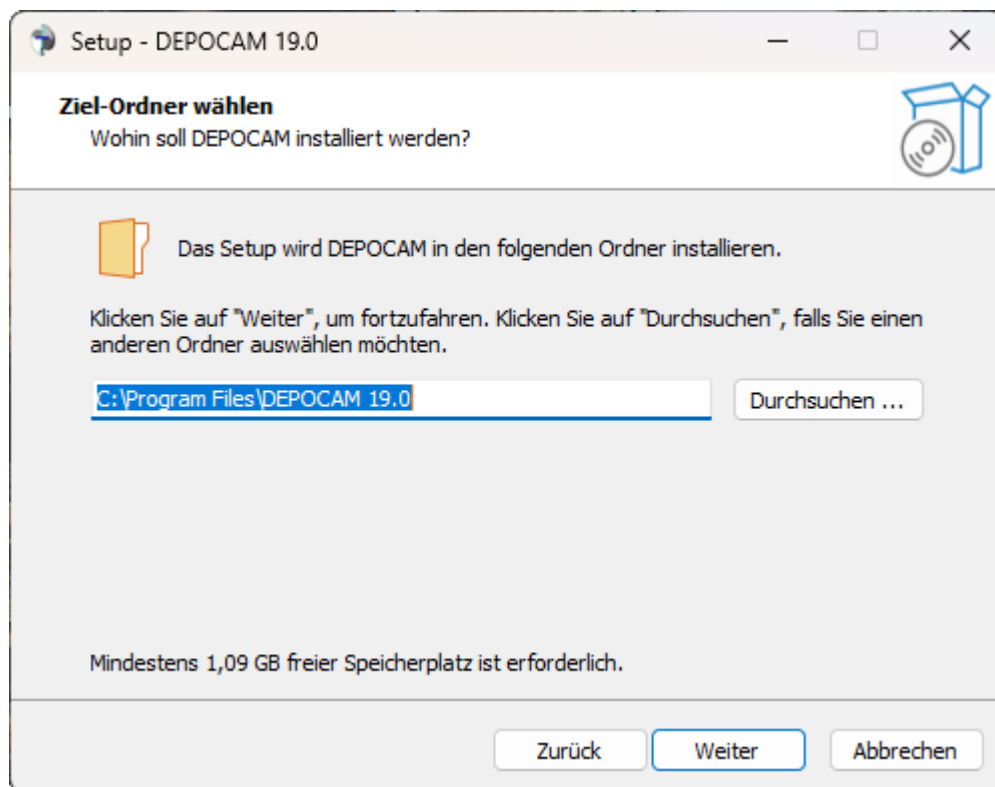 Setup - DEPOCAM 19.0
Ziel-Ordner wählen
Wohin soll DEPOCAM installiert werden?
Das Setup wird DEPOCAM in den folgenden Ordner installieren.
Klicken Sie auf "Weiter", um fortzufahren. Klicken Sie auf "Durchsuchen", falls Sie einen
anderen Ordner auswählen möchten.
C:\Program Files\DEPOCAM 19.0
Durchsuchen ...
Mindestens 1,09 GB freier Speicherplatz ist erforderlich.
Zurück
Weiter
Abbrechen